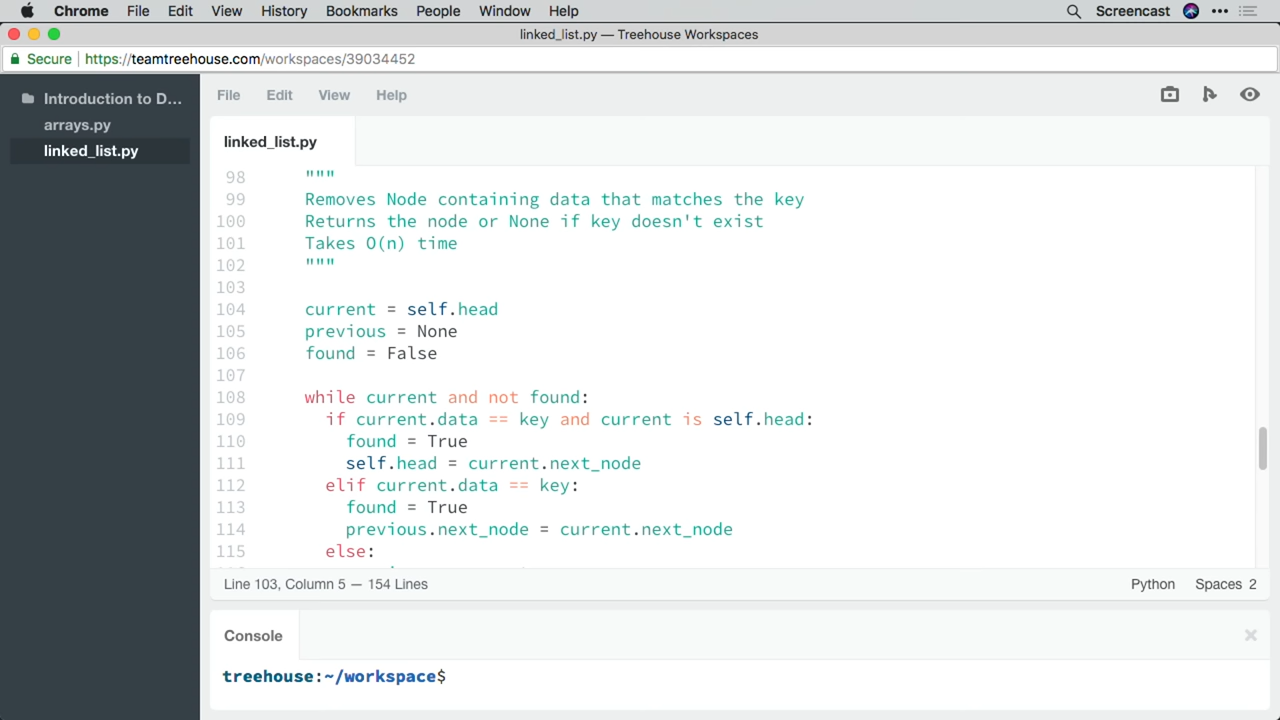 Chrome File Edit View History Bookmarks People Window Help Screencast
linked_list.py — Treehouse Workspaces
Secure https://teamtreehouse.com/workspaces/39034452
Introduction to D...
arrays.py
linked_list.py
File Edit View Help
linked_list.py
98 """
99 Removes Node containing data that matches the key
100 Returns the node or None if key doesn't exist
101 Takes O(n) time
102 """
103
104 current = self.head
105 previous = None
106 found = False
107
108 while current and not found:
109 if current.data == key and current is self.head:
110 found = True
111 self.head = current.next_node
112 elif current.data == key:
113 found = True
114 previous.next_node = current.next_node
115 else:
Line 103, Column 5 — 154 Lines Python Spaces 2
Console
treehouse:~/workspace$